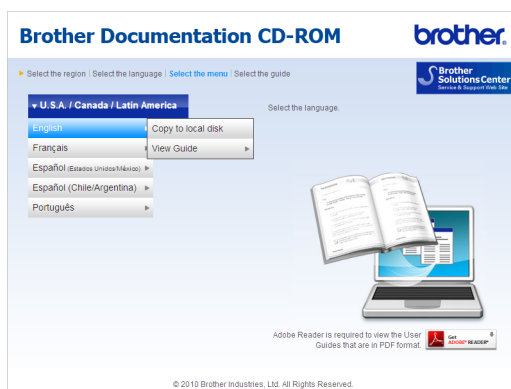 Brother Documentation CD-ROM
brother
Select the region | Select the language | Select the menu | Select the guide
Brother
Solutions Center
Service & Support Web Site
U.S.A. / Canada / Latin America
Select the language.
English
Copy to local disk
Français
View Guide
Español (Estados Unidos/México)
Español (Chile/Argentina)
Português
Adobe Reader is required to view the User
Guides that are in PDF format.
Get
ADOBE® READER®
© 2010 Brother Industries, Ltd. All Rights Reserved.